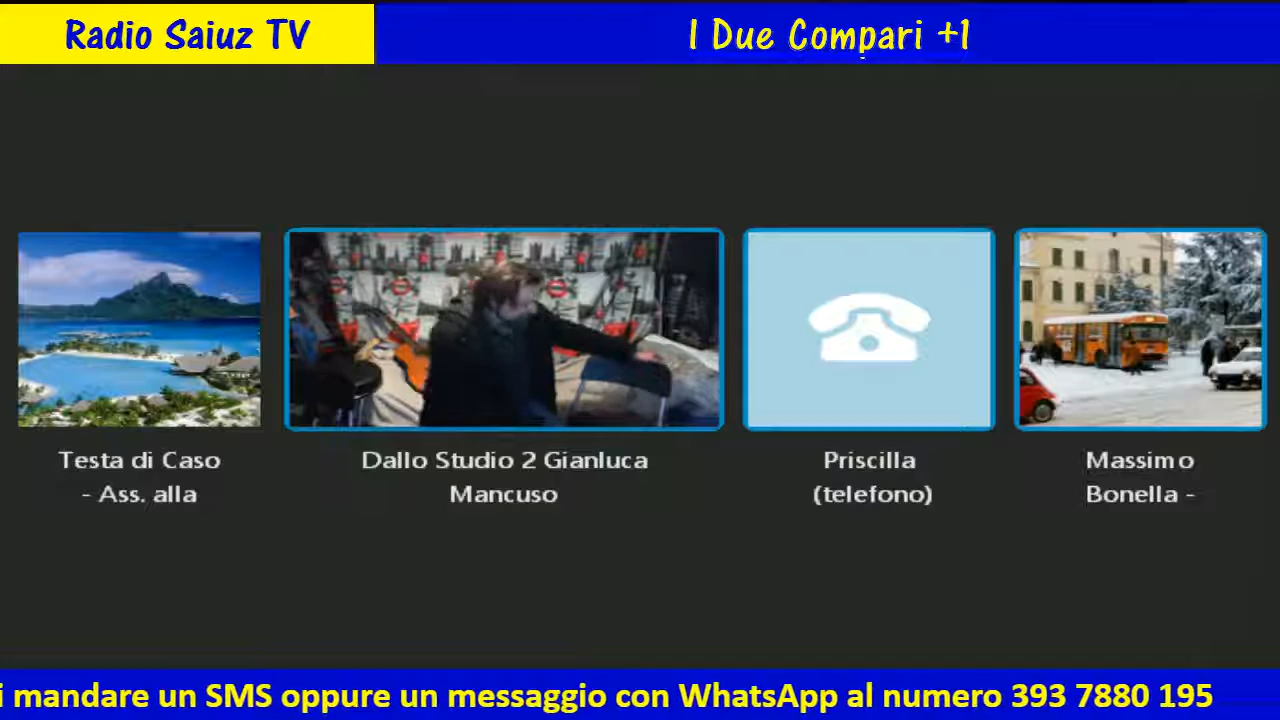 Radio Saiuz TV
I Due Compari +1
Testa di Caso
- Ass. alla
Dallo Studio 2 Gianluca
Mancuso
Priscilla
(telefono)
Massimo
Bonella -
i mandare un SMS oppure un messaggio con WhatsApp al numero 393 7880 195